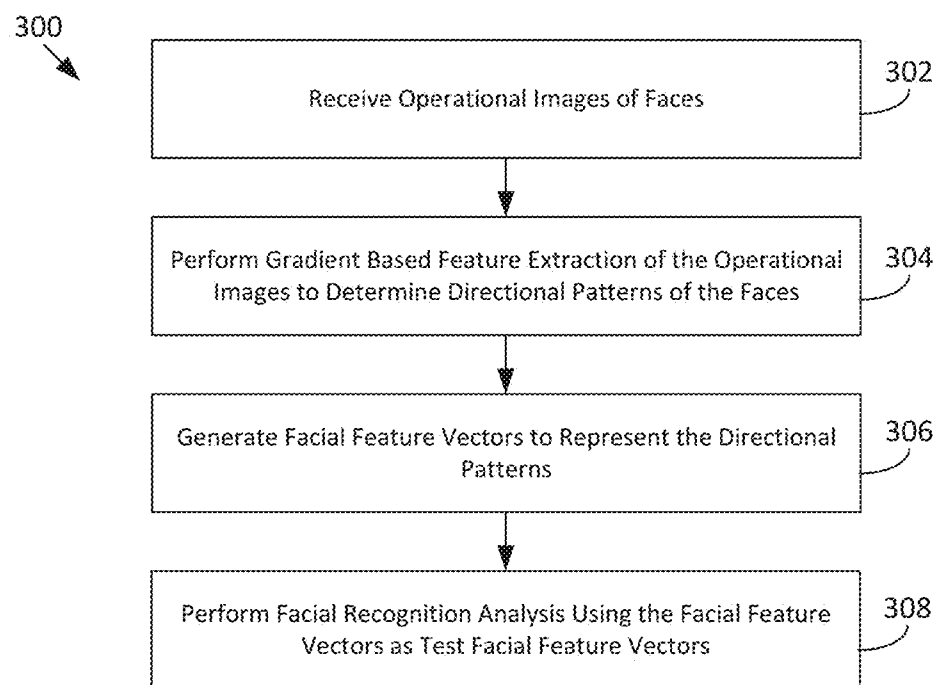 300
302
Receive Operational Images of Faces
304
Perform Gradient Based Feature Extraction of the Operational
Images to Determine Directional Patterns of the Faces
306
Generate Facial Feature Vectors to Represent the Directional
Patterns
308
Perform Facial Recognition Analysis Using the Facial Feature
Vectors as Test Facial Feature Vectors